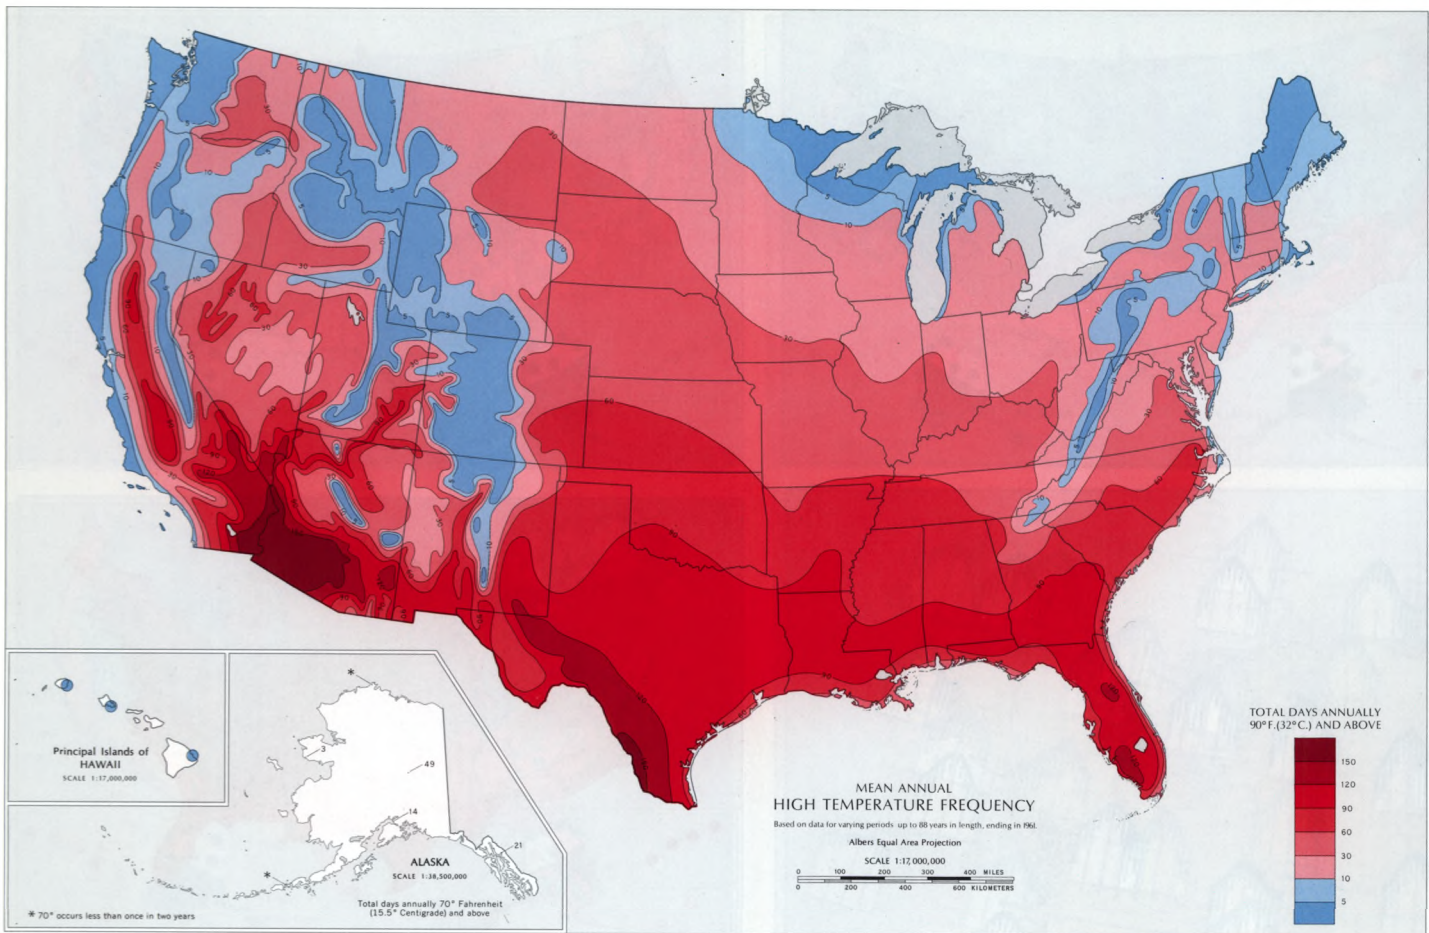 Principal Islands of
HAWAII
SCALE 1:17,000,000
*
3
49
14
21
*
ALASKA
SCALE 1:38,500,000
Total days annually 70° Fahrenheit
(15.5° Centigrade) and above
* 70° occurs less than once in two years
MEAN ANNUAL
HIGH TEMPERATURE FREQUENCY
Based on data for varying periods up to 88 years in length, ending in 1961.
Albers Equal Area Projection
SCALE 1:17,000,000
0 100 200 300 400 MILES
0 200 400 600 KILOMETERS
TOTAL DAYS ANNUALLY
90°F.(32°C.) AND ABOVE
150
120
90
60
30
10
5